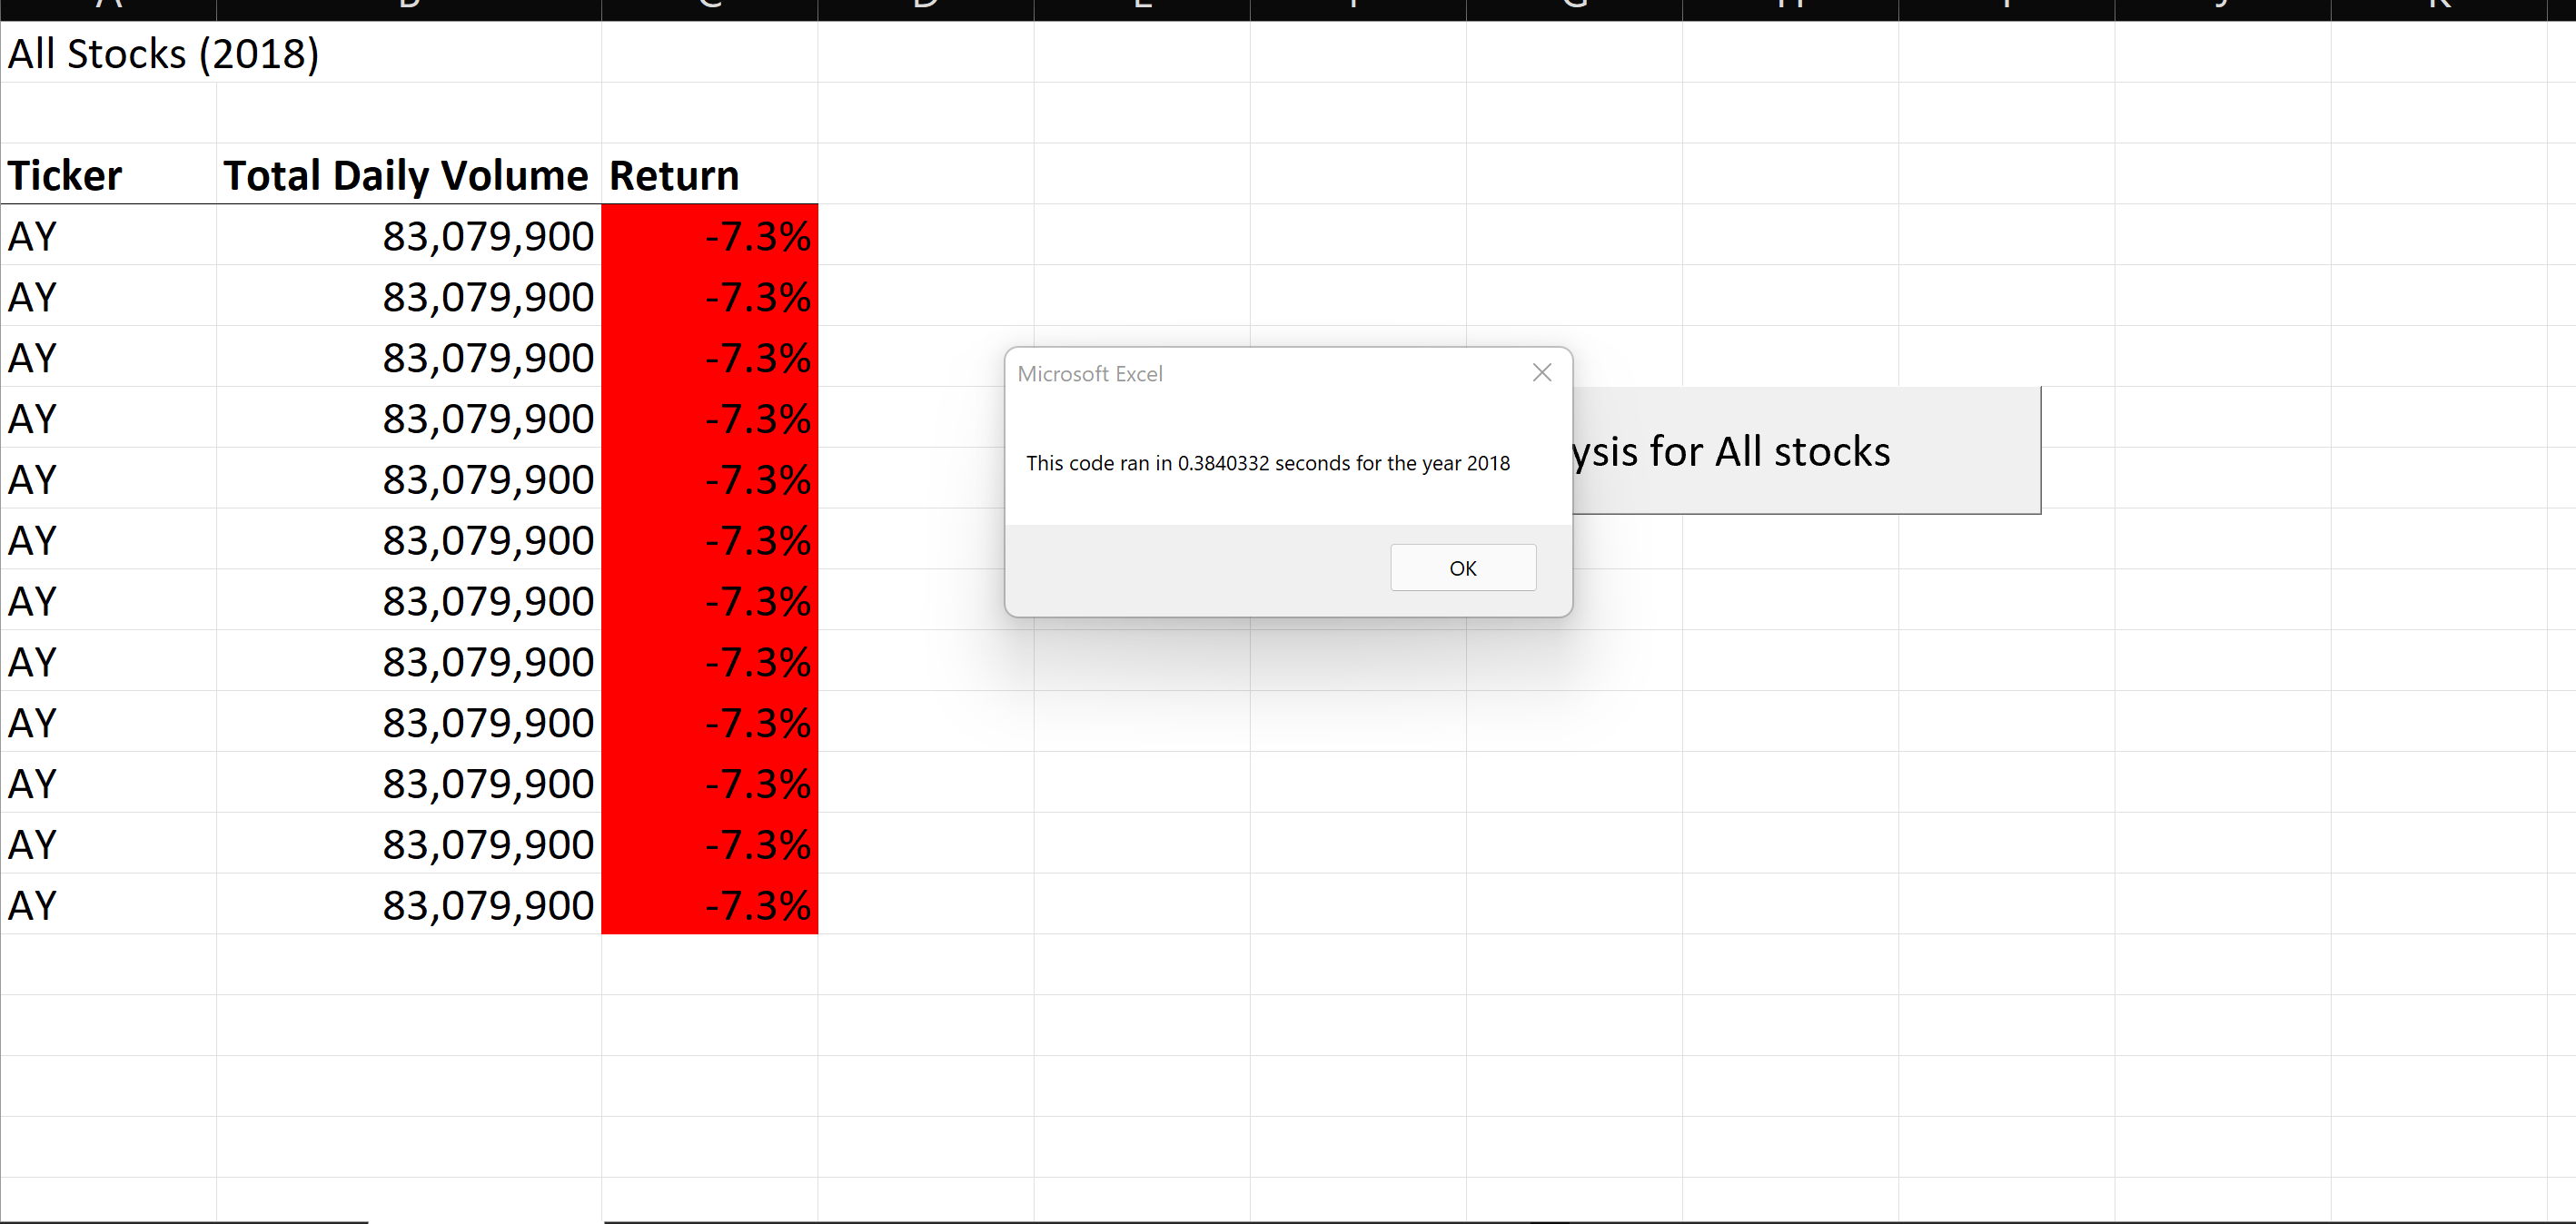 A B C D E F G H I J K
All Stocks (2018)
Ticker Total Daily Volume Return
AY 83,079,900 -7.3%
AY 83,079,900 -7.3%
AY 83,079,900 -7.3%
AY 83,079,900 -7.3%
AY 83,079,900 -7.3%
AY 83,079,900 -7.3%
AY 83,079,900 -7.3%
AY 83,079,900 -7.3%
AY 83,079,900 -7.3%
AY 83,079,900 -7.3%
AY 83,079,900 -7.3%
AY 83,079,900 -7.3%
Microsoft Excel
This code ran in 0.3840332 seconds for the year 2018
OK
ysis for All stocks